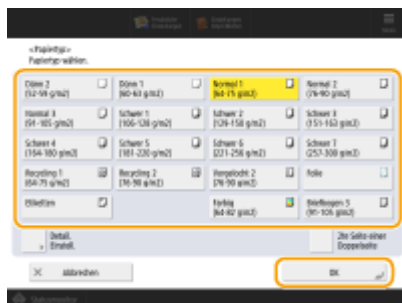 <Papiertyp>
Papiertyp wählen.
Dünn 2
(52-59 g/m2)
Dünn 1
(60-63 g/m2)
Normal 1
(64-75 g/m2)
Normal 2
(76-90 g/m2)
Normal 3
(91-105 g/m2)
Schwer 1
(106-128 g/m2)
Schwer 2
(129-150 g/m2)
Schwer 3
(151-163 g/m2)
Schwer 4
(164-180 g/m2)
Schwer 5
(181-220 g/m2)
Schwer 6
(221-256 g/m2)
Schwer 7
(257-300 g/m2)
Recycling 1
(64-75 g/m2)
Recycling 2
(76-90 g/m2)
Vorgelocht 2
(76-90 g/m2)
Folie
Etiketten
Farbig
(64-82 g/m2)
Briefbogen 3
(91-105 g/m2)
Detail.
Einstell.
2te Seite einer
Doppelseite
Abbrechen
OK
Statusmonitor